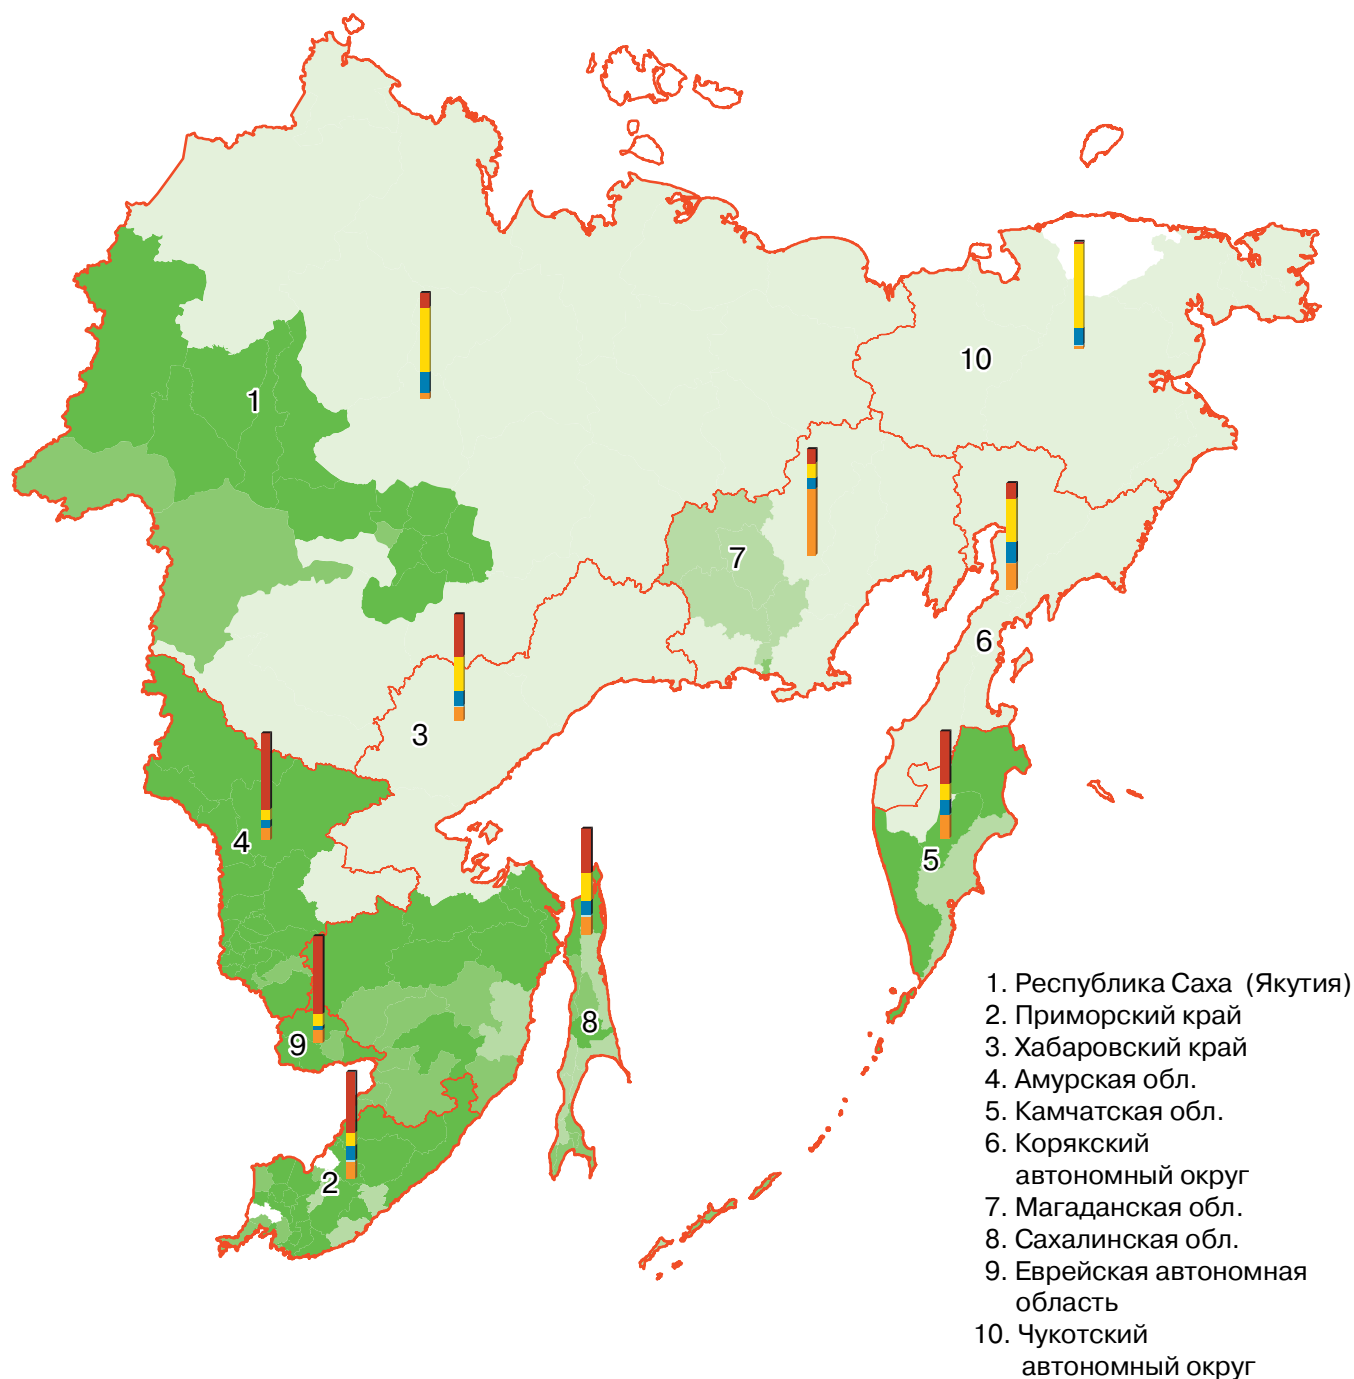 10
1
7
6
3
4
5
8
9
2
1. Республика Саха (Якутия)
2. Приморский край
3. Хабаровский край
4. Амурская обл.
5. Камчатская обл.
6. Корякский
автономный округ
7. Магаданская обл.
8. Сахалинская обл.
9. Еврейская автономная
область
10. Чукотский
автономный округ